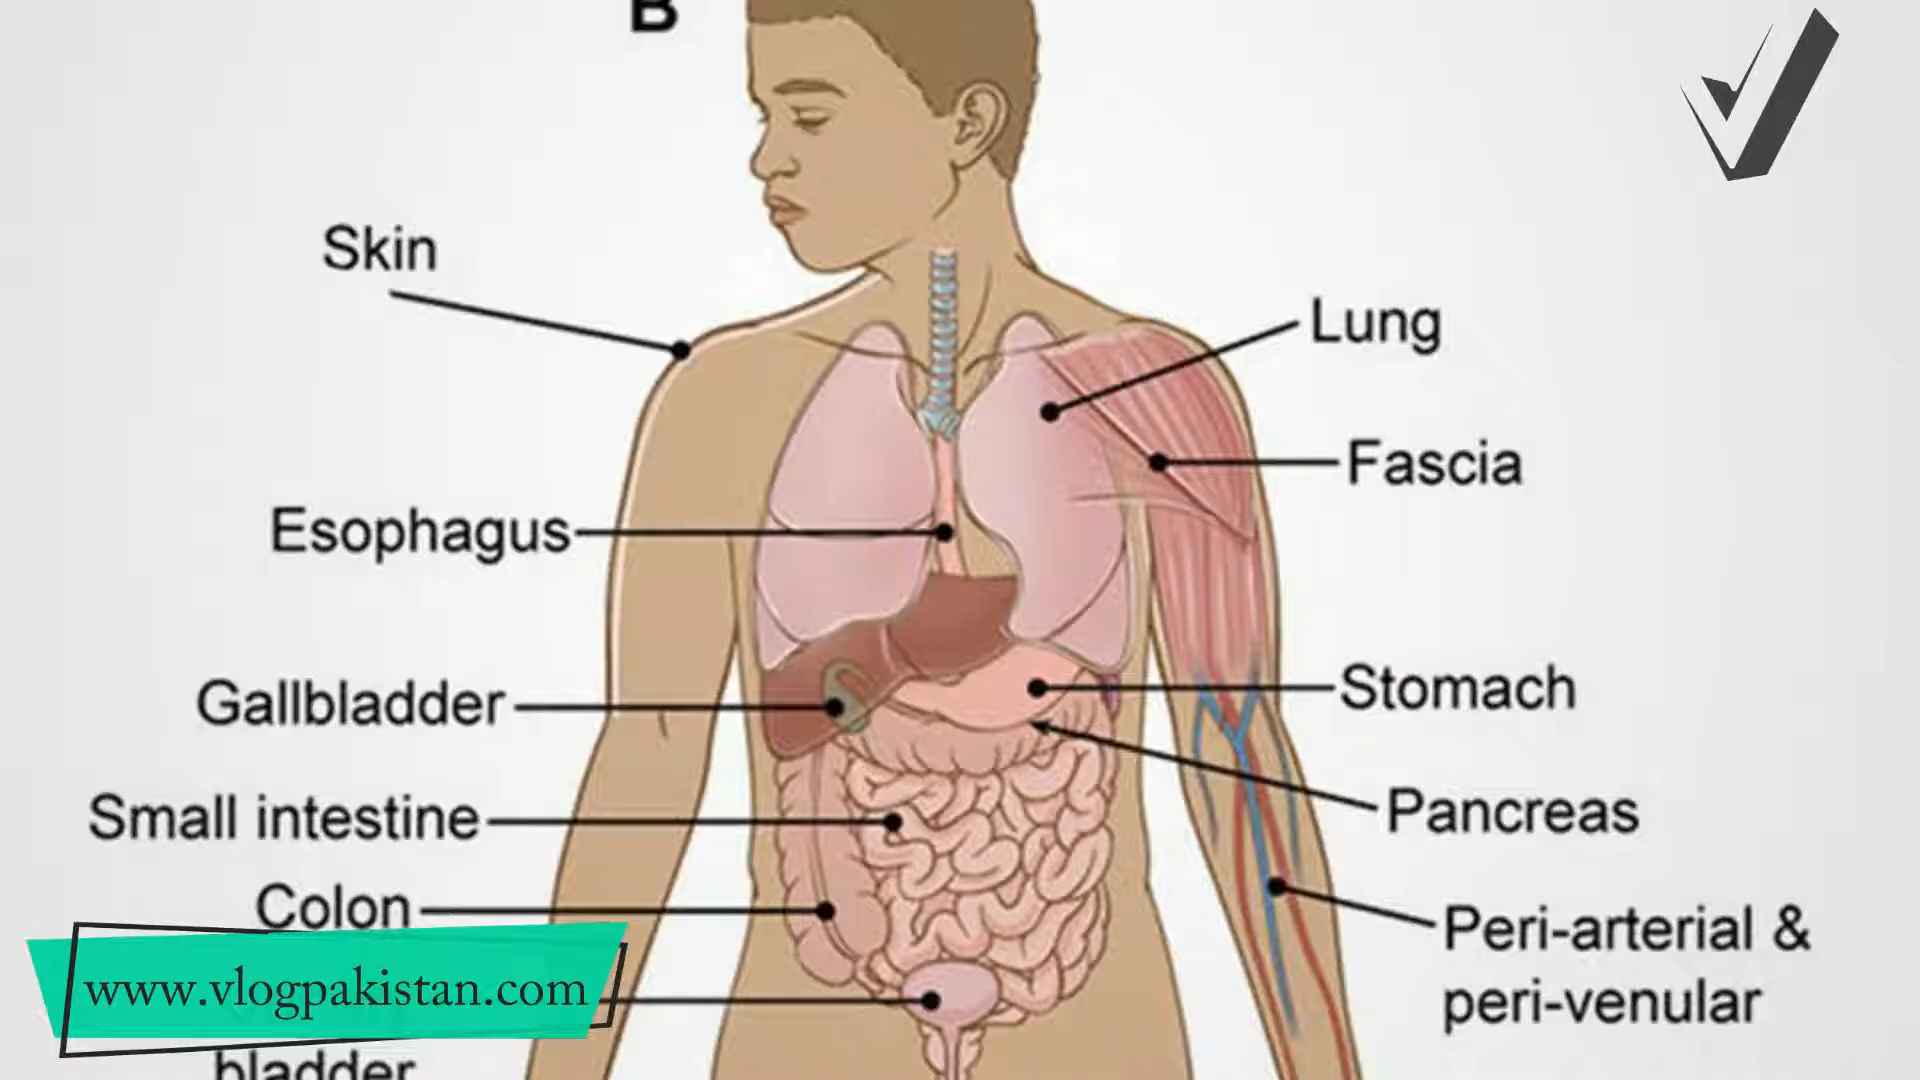 B
Skin
Lung
Fascia
Esophagus
Stomach
Gallbladder
Pancreas
Small intestine
Colon
Peri-arterial &
peri-venular
www.vlogpakistan.com
bladder